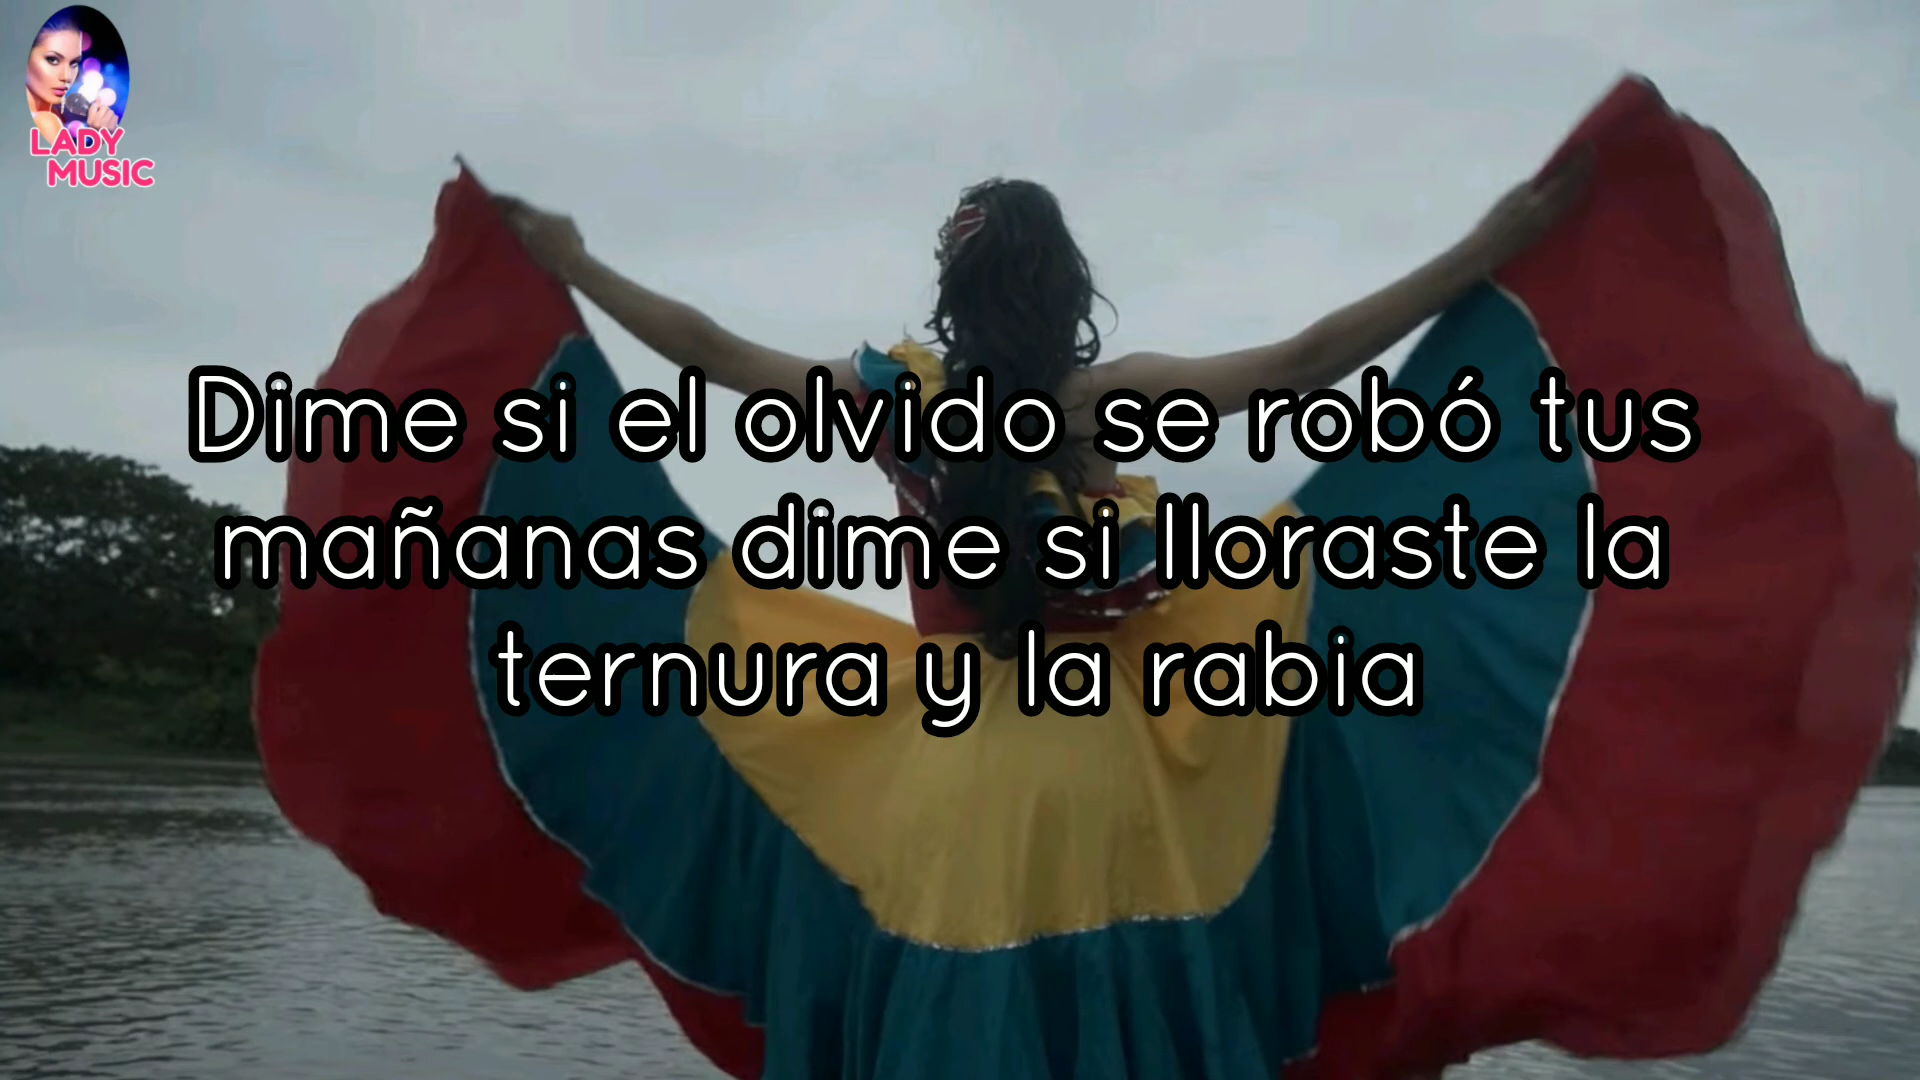 LADY
MUSIC
Dime si el olvido se robó tus
mañanas dime si lloraste la
ternura y la rabia